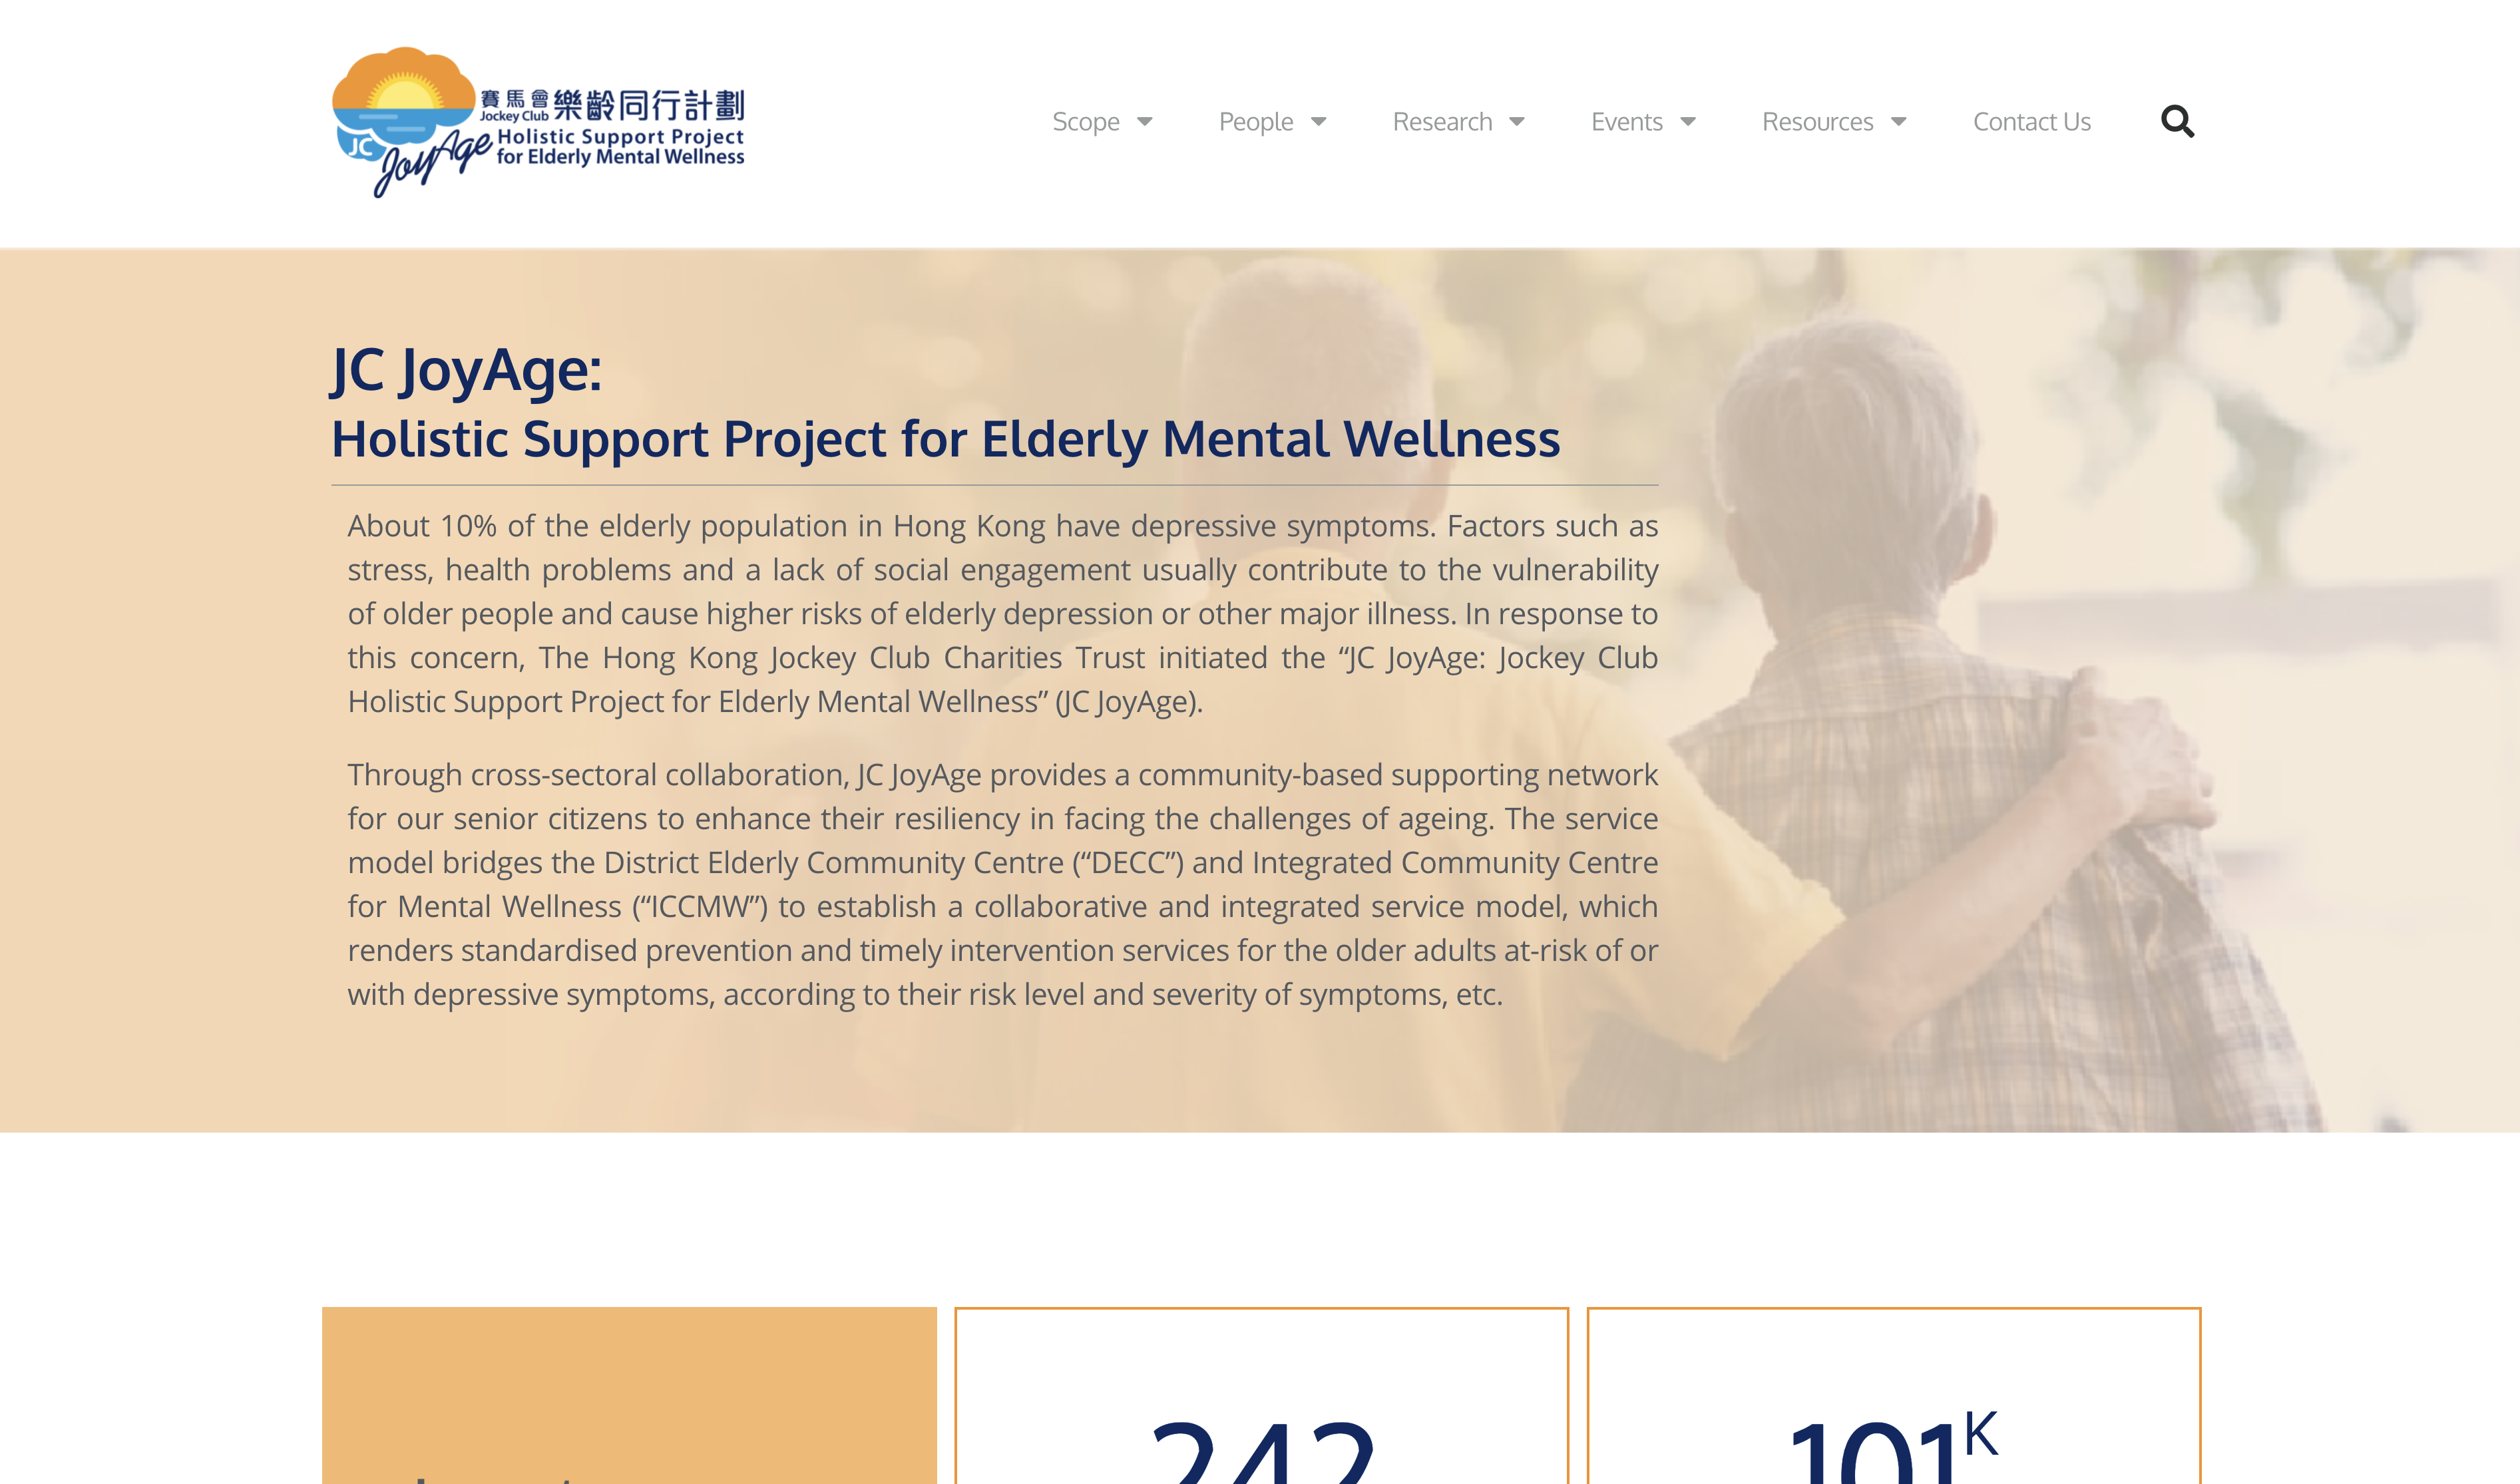 賽馬會樂齡同行計劃
Jockey Club
Holistic Support Project
for Elderly Mental Wellness
JC
JoyAge
Scope
People
Research
Events
Resources
Contact Us
JC JoyAge:
Holistic Support Project for Elderly Mental Wellness
About 10% of the elderly population in Hong Kong have depressive symptoms. Factors such as
stress, health problems and a lack of social engagement usually contribute to the vulnerability
of older people and cause higher risks of elderly depression or other major illness. In response to
this concern, The Hong Kong Jockey Club Charities Trust initiated the “JC JoyAge: Jockey Club
Holistic Support Project for Elderly Mental Wellness” (JC JoyAge).
Through cross-sectoral collaboration, JC JoyAge provides a community-based supporting network
for our senior citizens to enhance their resiliency in facing the challenges of ageing. The service
model bridges the District Elderly Community Centre (“DECC”) and Integrated Community Centre
for Mental Wellness (“ICCMW”) to establish a collaborative and integrated service model, which
renders standardised prevention and timely intervention services for the older adults at-risk of or
with depressive symptoms, according to their risk level and severity of symptoms, etc.
242
101K